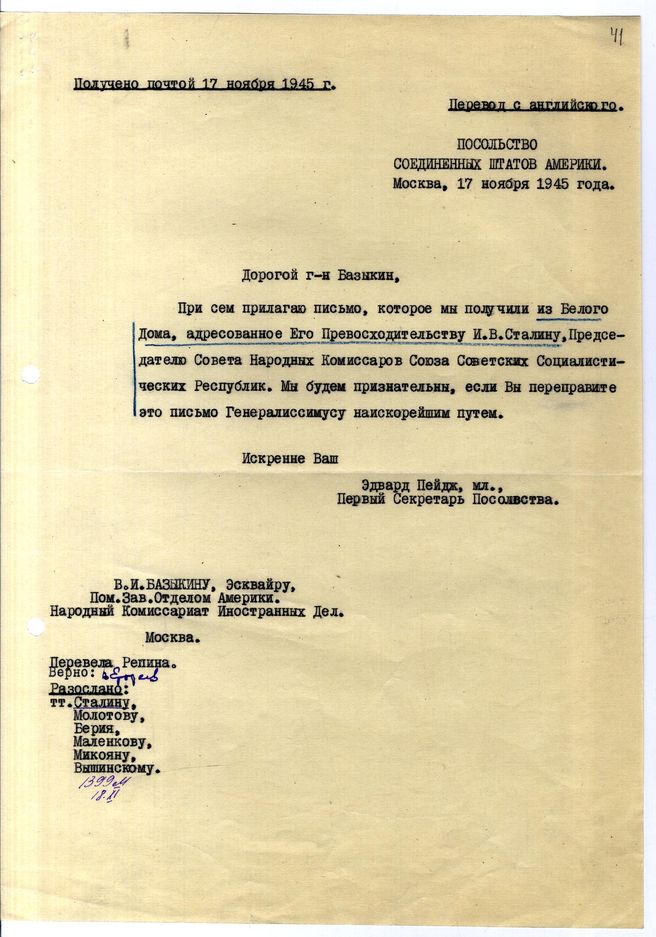 41
Получено почтой 17 ноября 1945 г.
Перевод с английского.
ПОСОЛЬСТВО
СОЕДИНЕННЫХ ШТАТОВ АМЕРИКИ.
Москва, 17 ноября 1945 года.
Дорогой г-н Базыкин,
При сем прилагаю письмо, которое мы получили из Белого
Дома, адресованное Его Превосходительству И.В.Сталину,Предсе-
дателю Совета Народных Комиссаров Союза Советских Социалисти-
ческих Республик. Мы будем признательны, если Вы переправите
это письмо Генералиссимусу наискорейшим путем.
Искренне Ваш
Эдвард Пейдж, мл.,
Первый Секретарь Посольства.
В.И.БАЗЫКИНУ, Эсквайру,
Пом.Зав.Отделом Америки.
Народный Комиссариат Иностранных Дел.
Москва.
Перевела Репина.
Верно:
Разослано:
тт.Сталину,
Молотову,
Берия,
Маленкову,
Микояну,
Вышинскому.
1399м
18.XI